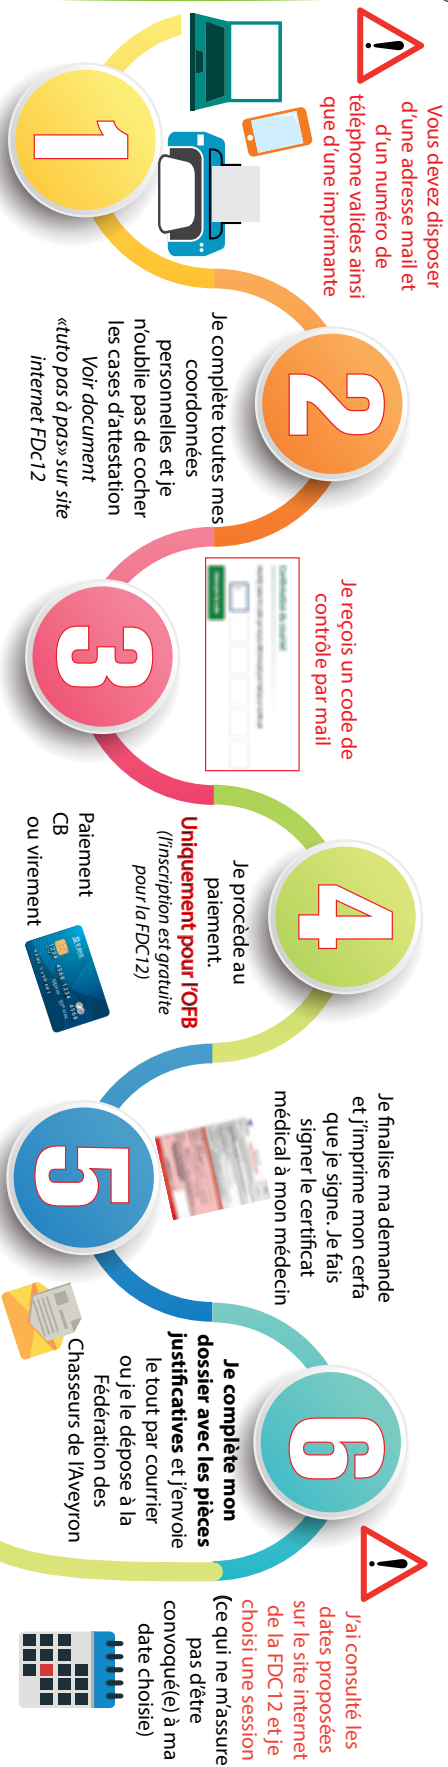 Vous devez disposer
d'une adresse mail et
d'un numéro de
téléphone valides ainsi
que d'une imprimante
1
2
Je complète toutes mes
coordonnées
personnelles et je
n'oublie pas de cocher
les cases d'attestation
Voir document
«tuto pas à pas» sur site
internet FDc12
Je reçois un code de
contrôle par mail
Confirmation du courriel
3
4
Je procède au
paiement.
Uniquement pour l'OFB
(l'inscription est gratuite
pour la FDC12)
Paiement
CB
ou virement
4568 1234 4568
1234
Je finalise ma demande
et j'imprime mon cerfa
que je signe. Je fais
signer le certificat
médical à mon médecin
5
6
Je complète mon
dossier avec les pièces
justificatives et j'envoie
le tout par courrier
ou je le dépose à la
Fédération des
Chasseurs de l'Aveyron
J'ai consulté les
dates proposées
sur le site internet
de la FDC12 et je
choisi une session
(ce qui ne m'assure
pas d'être
convoqué(e) à ma
date choisie)